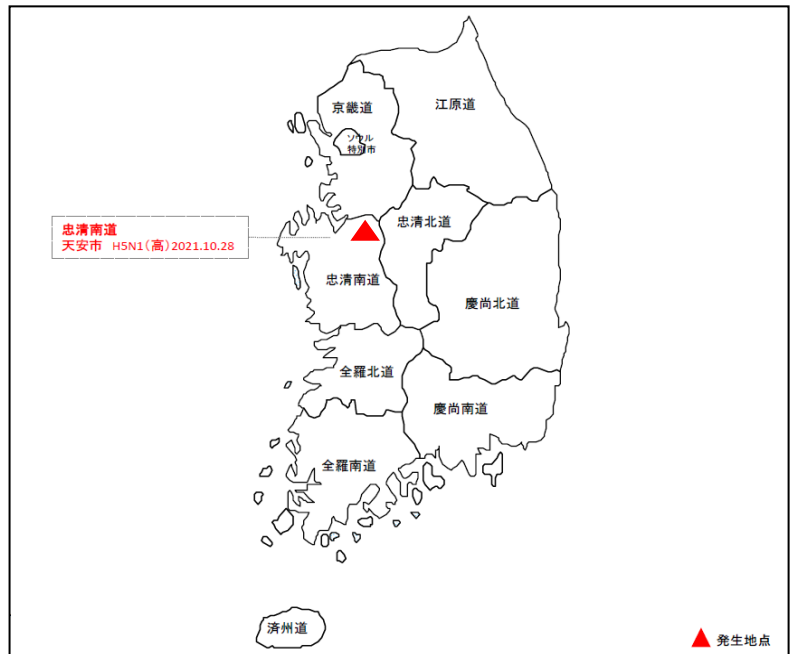 京畿道
江原道
ソウル
特別市
忠清北道
忠清南道
天安市 H5N1(高)2021.10.28
忠清南道
慶尚北道
全羅北道
慶尚南道
全羅南道
済州道
発生地点